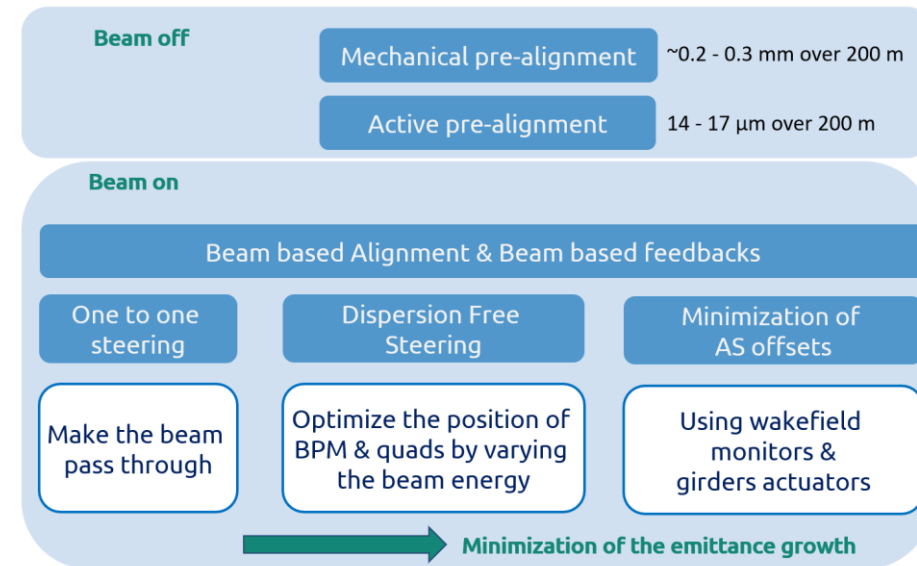 Beam off
Mechanical pre-alignment
~0.2 - 0.3 mm over 200 m
Active pre-alignment
14 - 17 µm over 200 m
Beam on
Beam based Alignment & Beam based feedbacks
One to one
steering
Dispersion Free
Steering
Minimization of
AS offsets
Make the beam
pass through
Optimize the position of
BPM & quads by varying
the beam energy
Using wakefield
monitors &
girders actuators
Minimization of the emittance growth